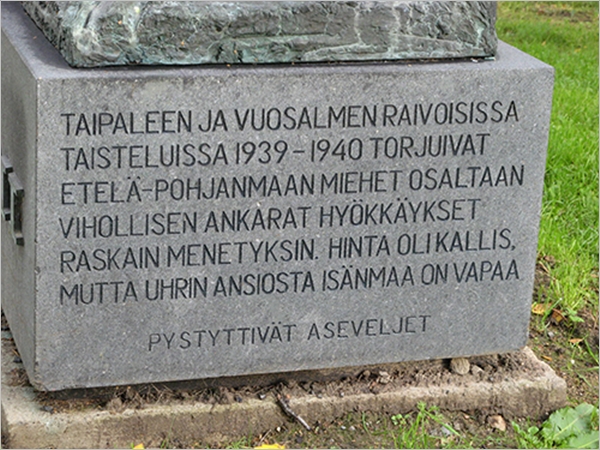 TAIPALEEN JA VUOSALMEN RAIVOISISSA
TAISTELUISSA 1939-1940 TORJUIVAT
ETELÄ-POHJANMAAN MIEHET OSALTAAN
VIHOLLISEN ANKARAT HYÖKKÄYKSET
RASKAIN MENETYKSIN. HINTA OLI KALLIS,
MUTTA UHRIN ANSIOSTA ISÄNMAA ON VAPAA
PYSTYTTIVÄT ASEVELJET